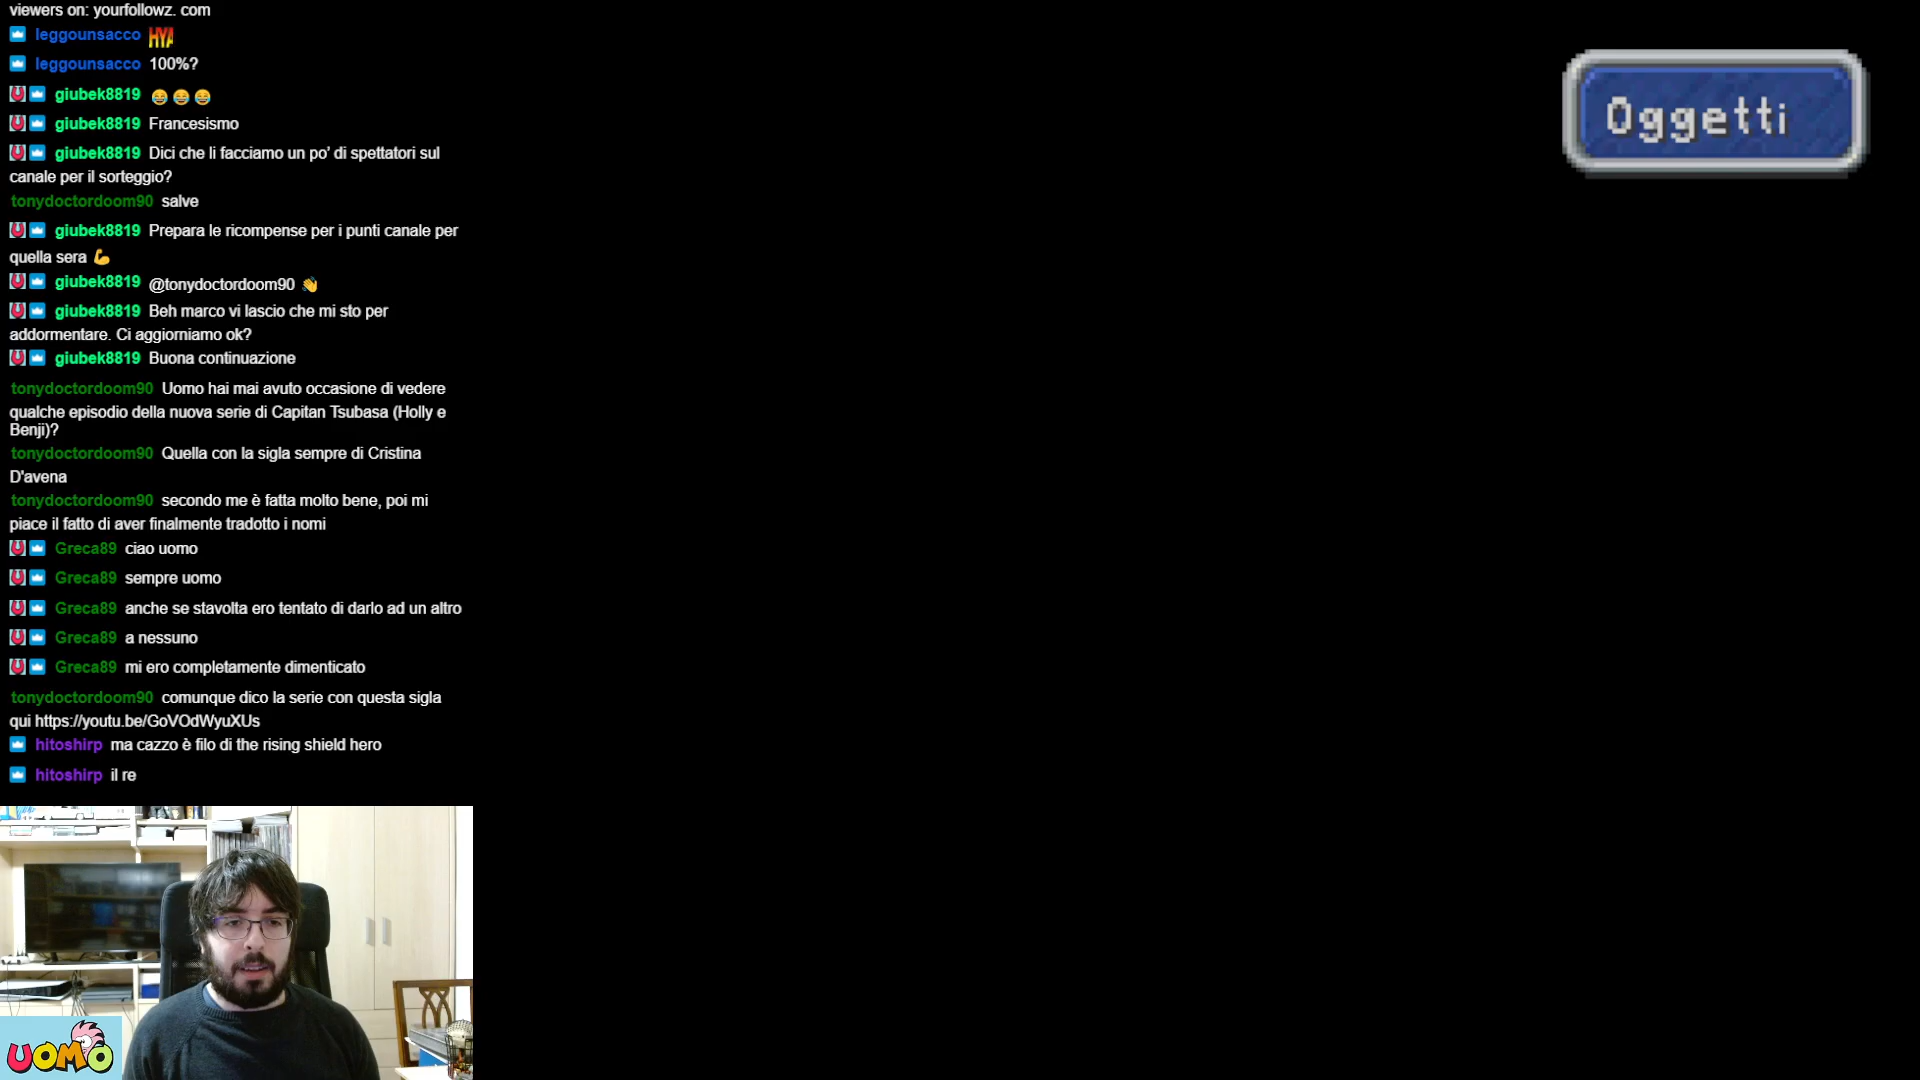 viewers on: yourfollowz. com
leggounsacco HYA
leggounsacco 100%?
giubek8819 😂 😂 😂
giubek8819 Francesismo
giubek8819 Dici che li facciamo un po' di spettatori sul
canale per il sorteggio?
tonydoctordoom90 salve
giubek8819 Prepara le ricompense per i punti canale per
quella sera 💪
giubek8819 @tonydoctordoom90 👋
giubek8819 Beh marco vi lascio che mi sto per
addormentare. Ci aggiorniamo ok?
giubek8819 Buona continuazione
tonydoctordoom90 Uomo hai mai avuto occasione di vedere
qualche episodio della nuova serie di Capitan Tsubasa (Holly e
Benji)?
tonydoctordoom90 Quella con la sigla sempre di Cristina
D'avena
tonydoctordoom90 secondo me è fatta molto bene, poi mi
piace il fatto di aver finalmente tradotto i nomi
Greca89 ciao uomo
Greca89 sempre uomo
Greca89 anche se stavolta ero tentato di darlo ad un altro
Greca89 a nessuno
Greca89 mi ero completamente dimenticato
tonydoctordoom90 comunque dico la serie con questa sigla
qui https://youtu.be/GoVOdWyuXUs
hitoshirp ma cazzo è filo di the rising shield hero
hitoshirp il re
UOMO
Oggetti